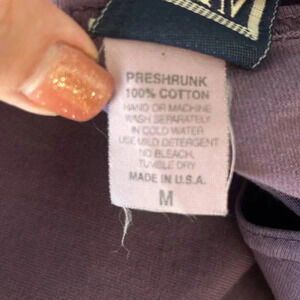 PRESHRUNK
100% COTTON
HAND OR MACHINE
WASH SEPARATELY
IN COLD WATER
USE MILD DETERGENT
NO BLEACH,
TUMBLE DRY
MADE IN U.S.A.
M